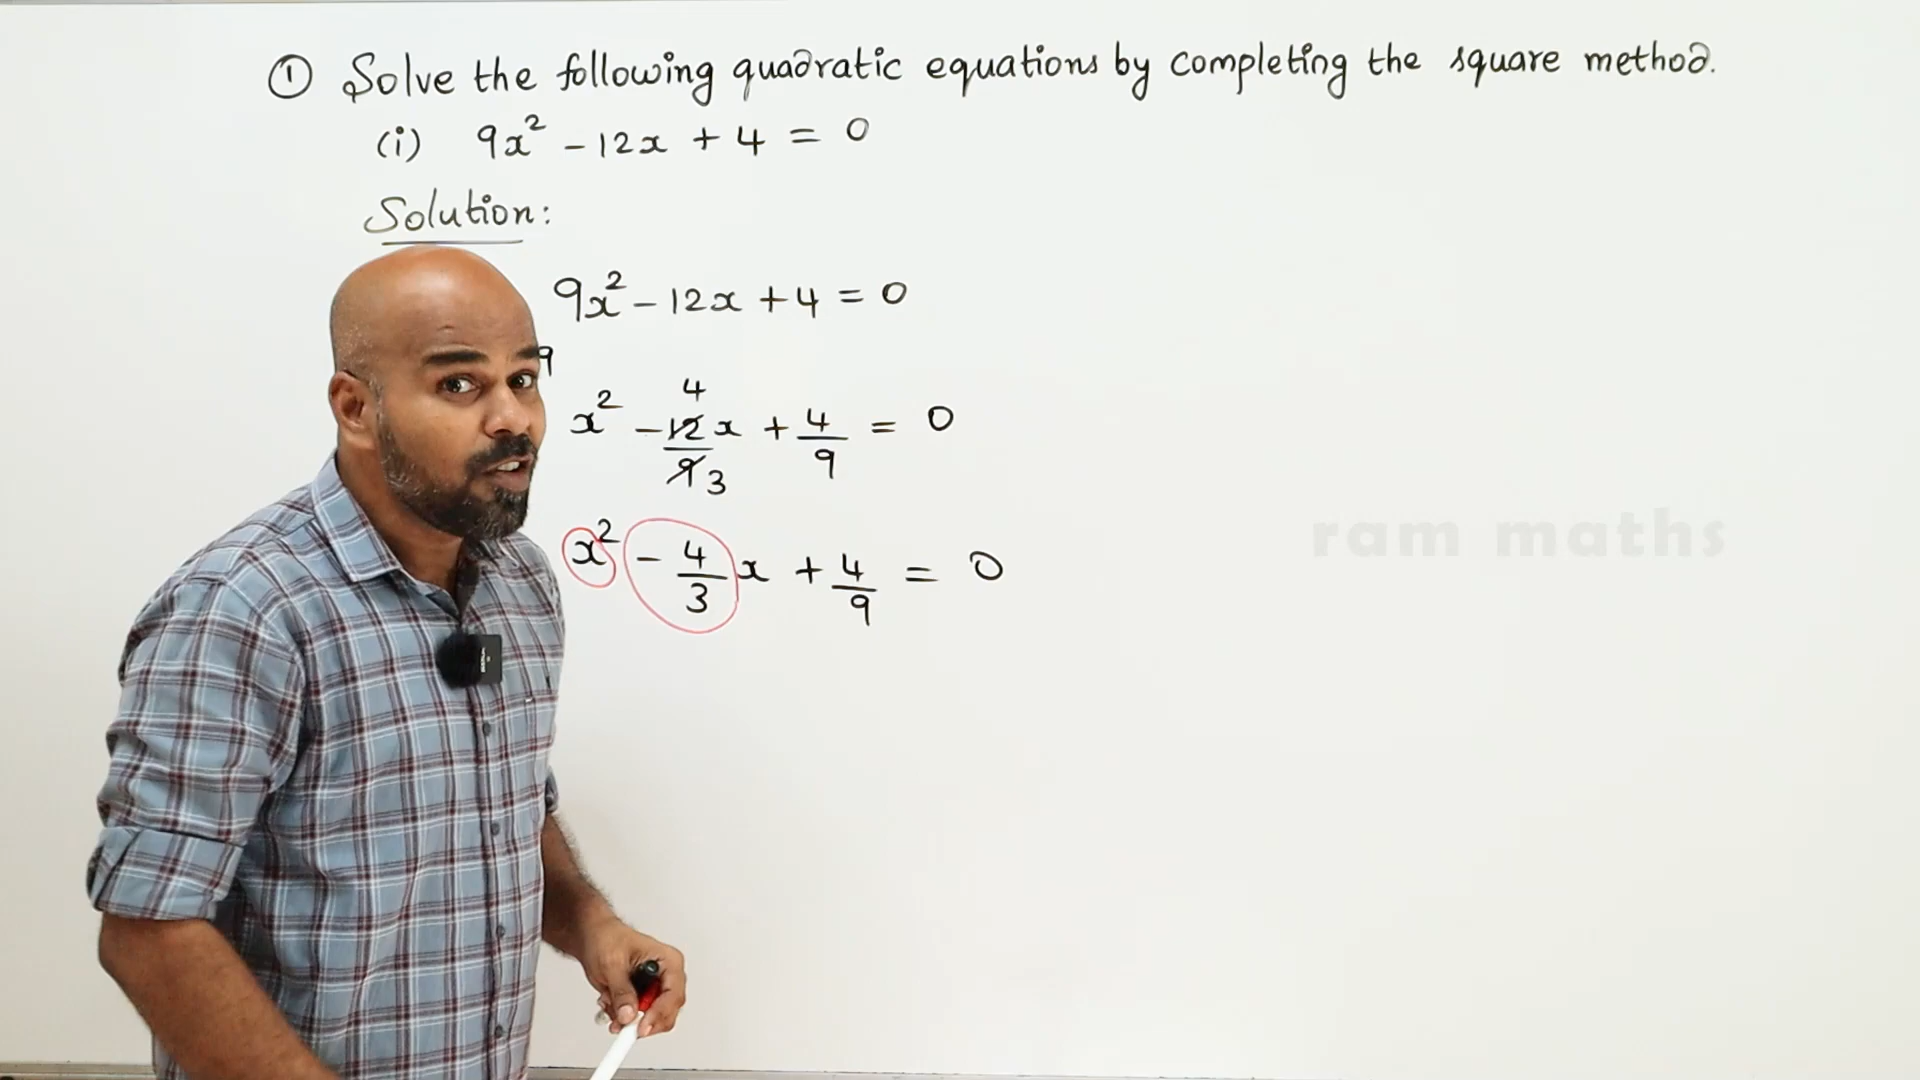 ① Solve the following quadratic equations by completing the square method.
(i) 9x² - 12x + 4 = 0
Solution:
9x² - 12x + 4 = 0
9
4
x² - 12/9 x + 4/9 = 0
3
x² - 4/3 x + 4/9 = 0
ram maths